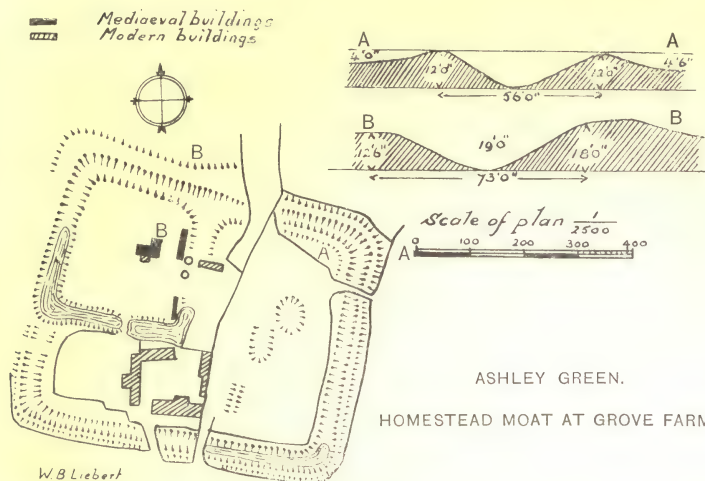 Mediaeval buildings
Modern buildings
A A
4'0" 12'0" 12'0" 4'6"
56'0"
B B
12'6" 19'0" 18'0"
73'0"
Scale of plan 1/2500
A 0 100 200 300 400
B
B
A
ASHLEY GREEN.
HOMESTEAD MOAT AT GROVE FARM
W.B Liebert